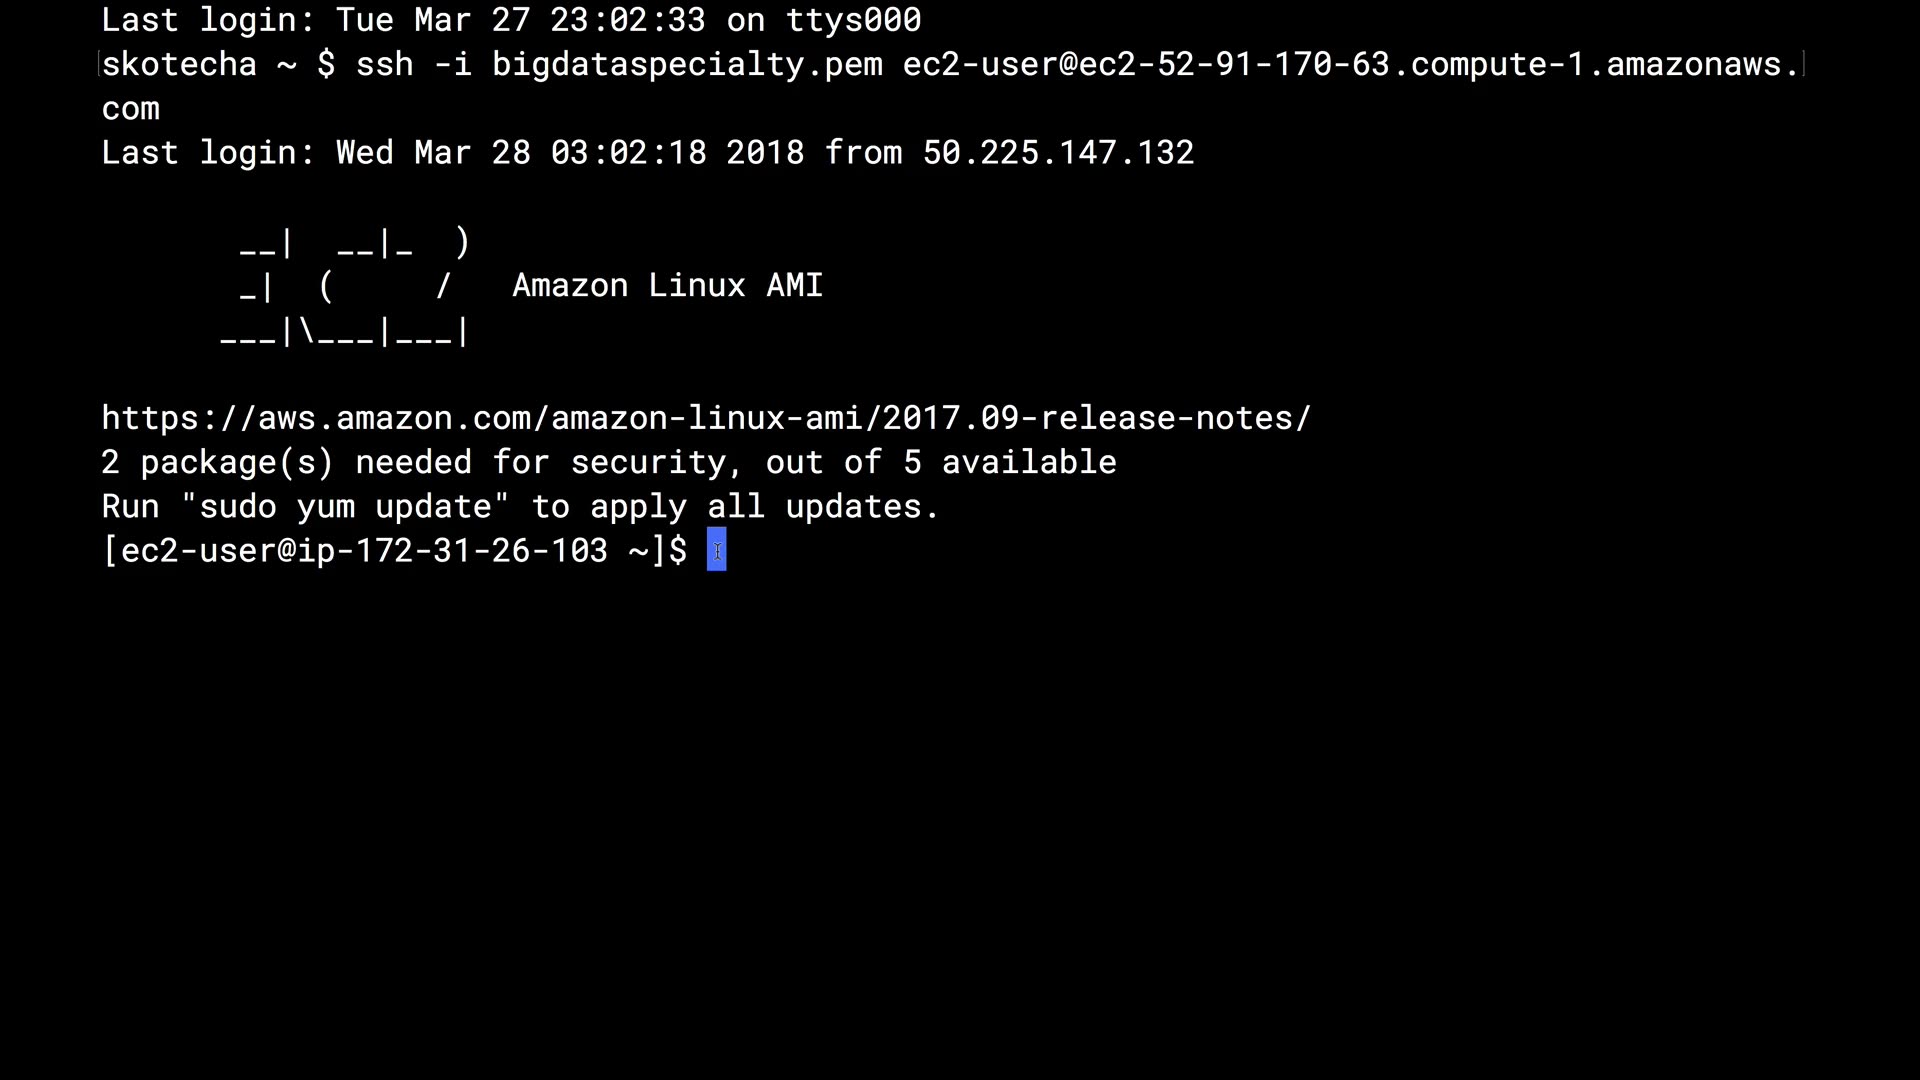 Last login: Tue Mar 27 23:02:33 on ttys000
[skotecha ~ $ ssh -i bigdataspecialty.pem ec2-user@ec2-52-91-170-63.compute-1.amazonaws.]
com
Last login: Wed Mar 28 03:02:18 2018 from 50.225.147.132
       __|  __|_  )
       _|  (     /   Amazon Linux AMI
      ___|\___|___|
https://aws.amazon.com/amazon-linux-ami/2017.09-release-notes/
2 package(s) needed for security, out of 5 available
Run "sudo yum update" to apply all updates.
[ec2-user@ip-172-31-26-103 ~]$